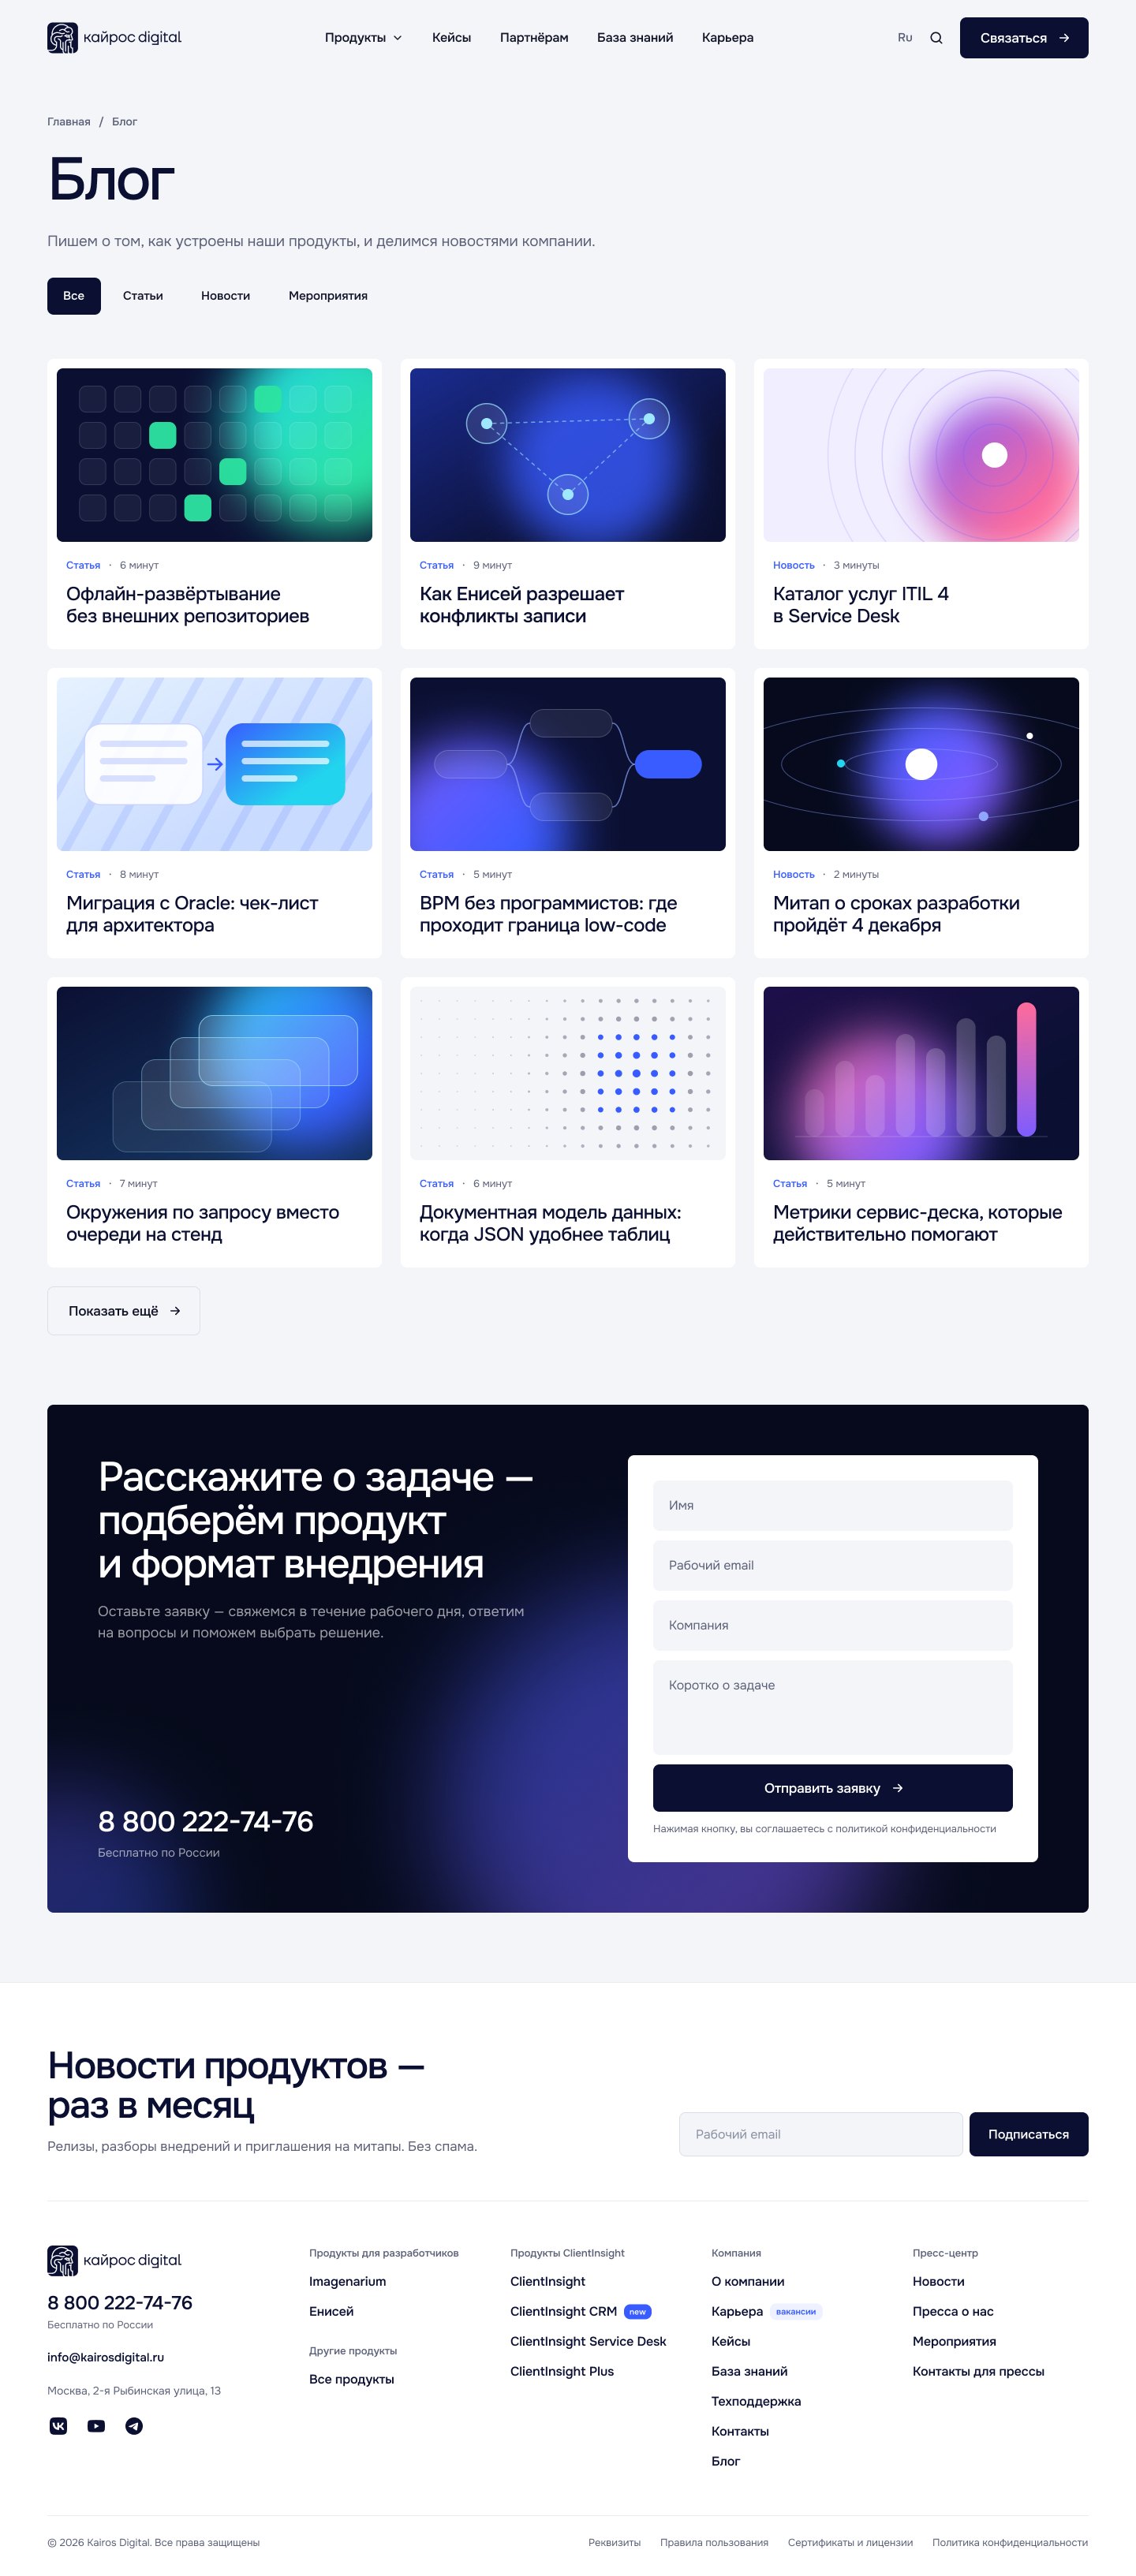 кайрос digital
Продукты
Кейсы
Партнёрам
База знаний
Карьера
Ru
Связаться
Главная / Блог
Блог
Пишем о том, как устроены наши продукты, и делимся новостями компании.
Все
Статьи
Новости
Мероприятия
Статья · 6 минут
Офлайн-развёртывание
без внешних репозиториев
Статья · 9 минут
Как Енисей разрешает
конфликты записи
Новость · 3 минуты
Каталог услуг ITIL 4
в Service Desk
Статья · 8 минут
Миграция с Oracle: чек-лист
для архитектора
Статья · 5 минут
BPM без программистов: где
проходит граница low-code
Новость · 2 минуты
Митап о сроках разработки
пройдёт 4 декабря
Статья · 7 минут
Окружения по запросу вместо
очереди на стенд
Статья · 6 минут
Документная модель данных:
когда JSON удобнее таблиц
Статья · 5 минут
Метрики сервис-деска, которые
действительно помогают
Показать ещё
Расскажите о задаче —
подберём продукт
и формат внедрения
Оставьте заявку — свяжемся в течение рабочего дня, ответим
на вопросы и поможем выбрать решение.
8 800 222-74-76
Бесплатно по России
Имя
Рабочий email
Компания
Коротко о задаче
Отправить заявку
Нажимая кнопку, вы соглашаетесь с политикой конфиденциальности
Новости продуктов —
раз в месяц
Релизы, разборы внедрений и приглашения на митапы. Без спама.
Рабочий email
Подписаться
кайрос digital
8 800 222-74-76
Бесплатно по России
info@kairosdigital.ru
Москва, 2-я Рыбинская улица, 13
Продукты для разработчиков
Imagenarium
Енисей
Другие продукты
Все продукты
Продукты ClientInsight
ClientInsight
ClientInsight CRM new
ClientInsight Service Desk
ClientInsight Plus
Компания
О компании
Карьера вакансии
Кейсы
База знаний
Техподдержка
Контакты
Блог
Пресс-центр
Новости
Пресса о нас
Мероприятия
Контакты для прессы
© 2026 Kairos Digital. Все права защищены
Реквизиты
Правила пользования
Сертификаты и лицензии
Политика конфиденциальности